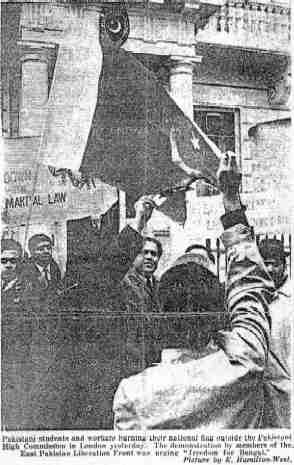 DOWN
MARTIAL LAW
Pakistani students and workers burning their national flag outside the Pakistani
High Commission in London yesterday. The demonstration by members of the
East Pakistan Liberation Front was urging "freedom for Bengal."
Picture by E. Hamilton-West.